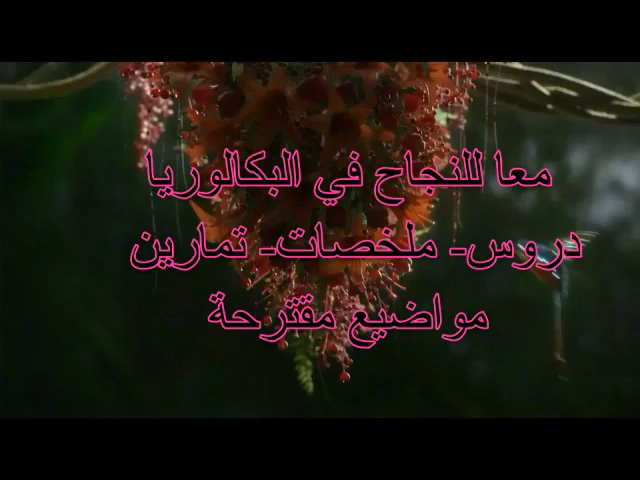 معا للنجاح في البكالوريا
دروس- ملخصات- تمارين
مواضيع مقترحة